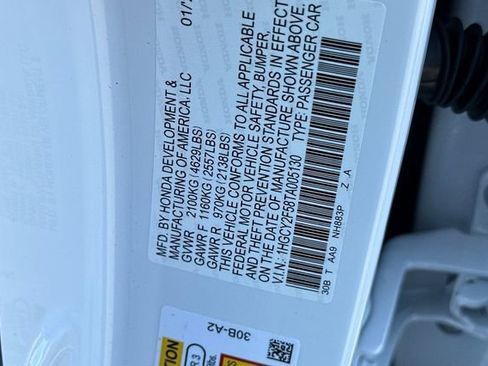 MFD. BY HONDA DEVELOPMENT &
MANUFACTURING OF AMERICA, LLC 01/
GVWR 2100KG(4629LBS)
GAWR F 1160KG(2557LBS)
GAWR R 970KG(2138LBS)
THIS VEHICLE CONFORMS TO ALL APPLICABLE
FEDERAL MOTOR VEHICLE SAFETY, BUMPER,
AND THEFT PREVENTION STANDARDS IN EFFECT
ON THE DATE OF MANUFACTURE SHOWN ABOVE.
V.I.N: 1HGCY2F58TA005130 TYPE:PASSENGER CAR
30B T AA9 NH883P Z A
30B-A2